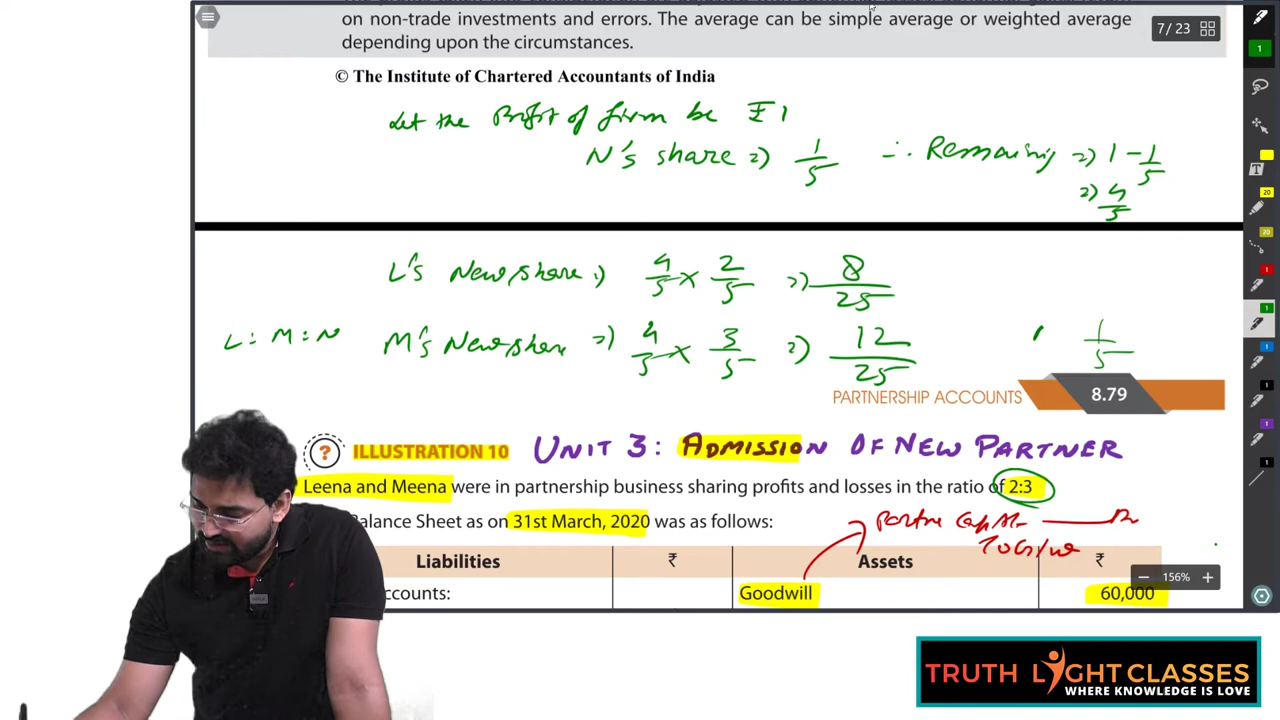 on non-trade investments and errors. The average can be simple average or weighted average
depending upon the circumstances.
7 / 23
© The Institute of Chartered Accountants of India
Let the Profit of firm be ₹1
N's share ⇒ 1/5 ∴ Remaining ⇒ 1 - 1/5
⇒ 4/5
L's New share ⇒ 4/5 × 2/5 ⇒ 8/25
L : M : N M's New share ⇒ 4/5 × 3/5 ⇒ 12/25 1/5
PARTNERSHIP ACCOUNTS 8.79
? ILLUSTRATION 10 UNIT 3: ADMISSION OF NEW PARTNER
Leena and Meena were in partnership business sharing profits and losses in the ratio of 2:3
Balance Sheet as on 31st March, 2020 was as follows:
Liabilities ₹ Assets ₹
156%
ccounts: Goodwill 60,000
TRUTH LIGHT CLASSES
WHERE KNOWLEDGE IS LOVE